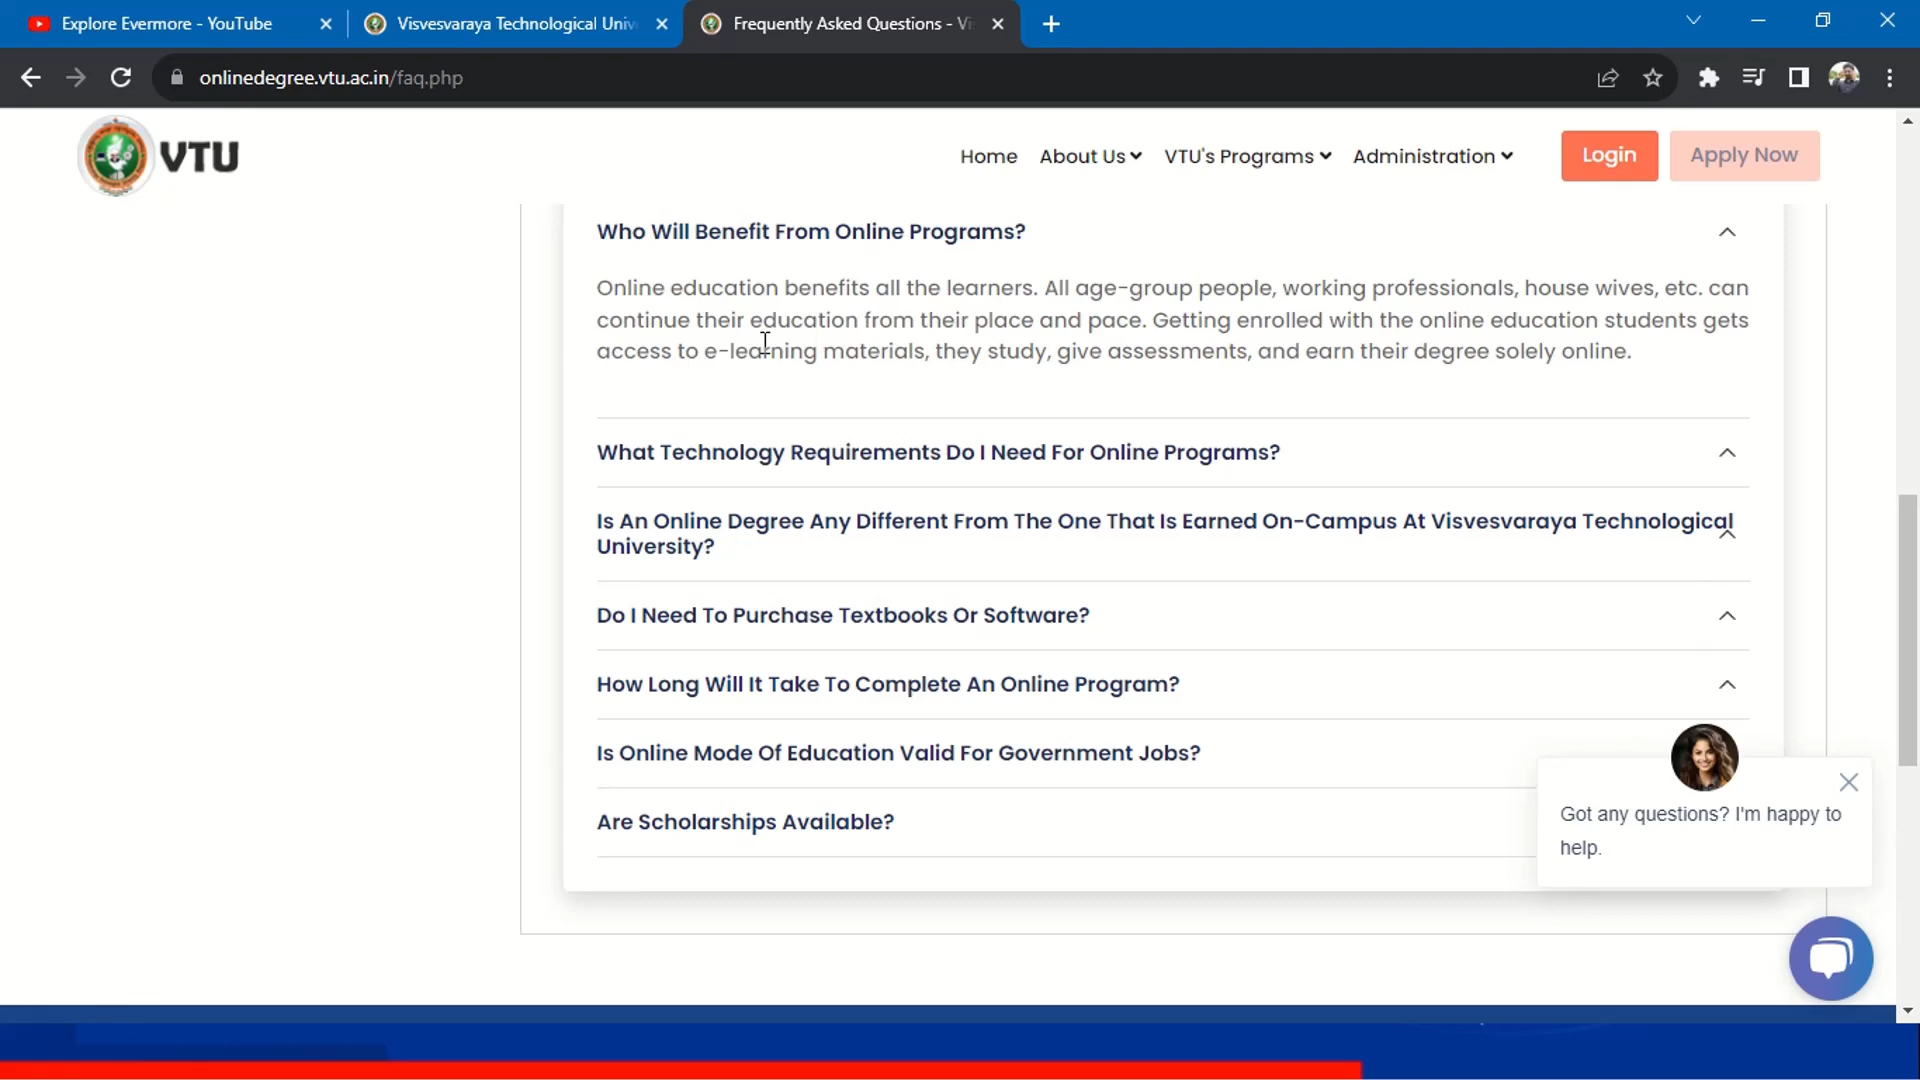 Explore Evermore - YouTube
Visvesvaraya Technological Univ
Frequently Asked Questions - Vi
onlinedegree.vtu.ac.in/faq.php
VTU
Home
About Us
VTU's Programs
Administration
Login
Apply Now
Who Will Benefit From Online Programs?
Online education benefits all the learners. All age-group people, working professionals, house wives, etc. can
continue their education from their place and pace. Getting enrolled with the online education students gets
access to e-learning materials, they study, give assessments, and earn their degree solely online.
What Technology Requirements Do I Need For Online Programs?
Is An Online Degree Any Different From The One That Is Earned On-Campus At Visvesvaraya Technological
University?
Do I Need To Purchase Textbooks Or Software?
How Long Will It Take To Complete An Online Program?
Is Online Mode Of Education Valid For Government Jobs?
Are Scholarships Available?
Got any questions? I'm happy to
help.